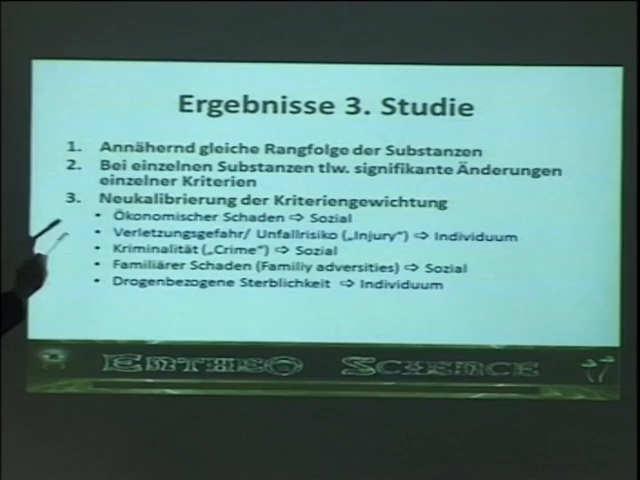 Ergebnisse 3. Studie
1. Annähernd gleiche Rangfolge der Substanzen
2. Bei einzelnen Substanzen tlw. signifikante Änderungen
einzelner Kriterien
3. Neukalibrierung der Kriteriengewichtung
• Ökonomischer Schaden ⇨ Sozial
• Verletzungsgefahr/ Unfallrisiko („Injury“) ⇨ Individuum
• Kriminalität („Crime“) ⇨ Sozial
• Familiärer Schaden (Familiy adversities) ⇨ Sozial
• Drogenbezogene Sterblichkeit ⇨ Individuum
Entheo Science